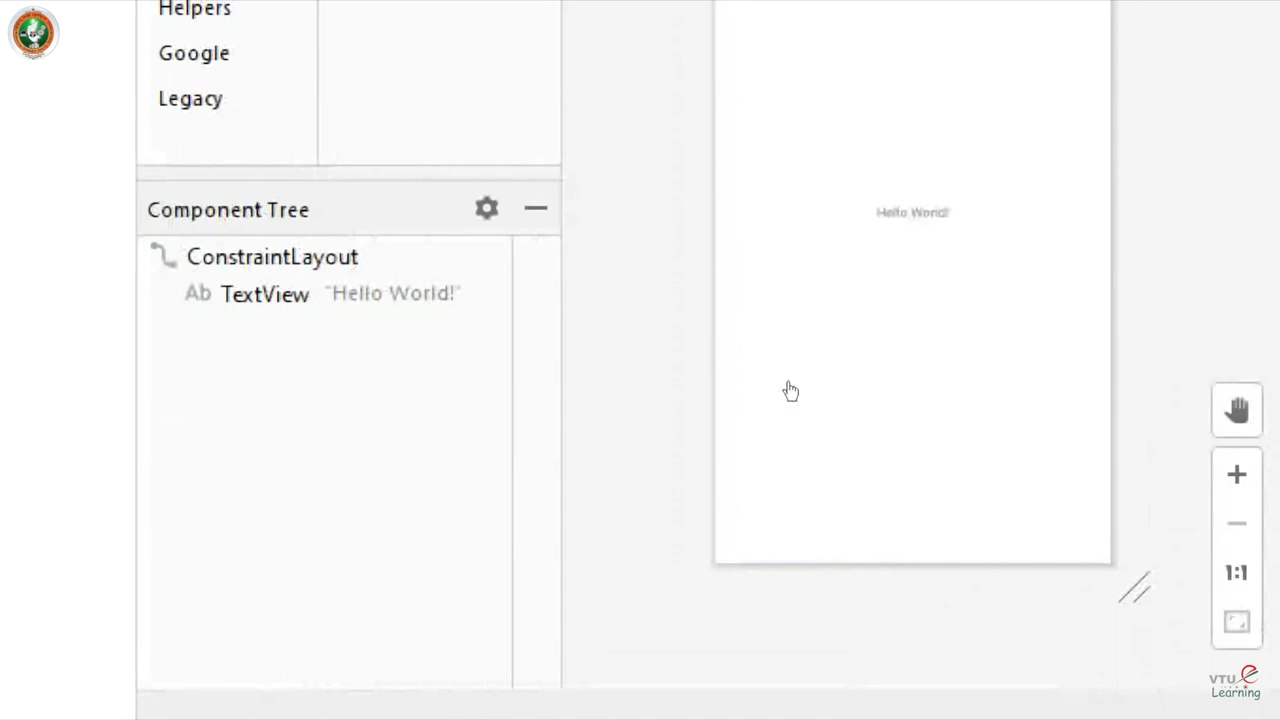 Helpers
Google
Legacy
Component Tree
ConstraintLayout
Ab TextView "Hello World!"
Hello World!
1:1
VTU e
Learning